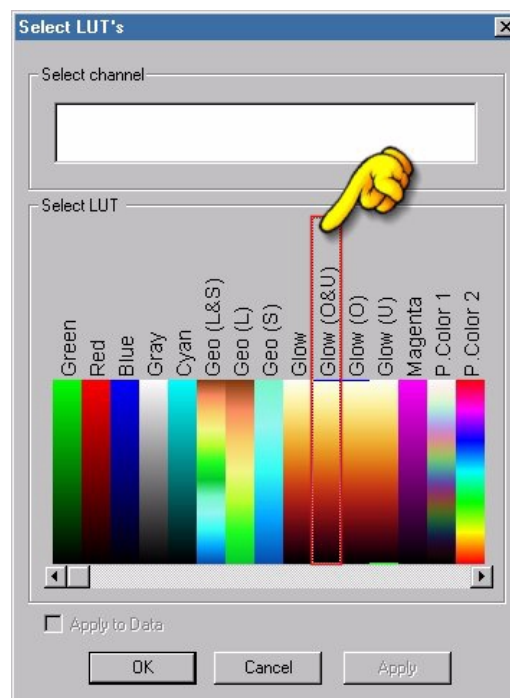 Select LUT's
Select channel
Select LUT
Green
Red
Blue
Gray
Cyan
Geo (L&S)
Geo (L)
Geo (S)
Glow
Glow (O&U)
Glow (O)
Glow (U)
Magenta
P.Color 1
P.Color 2
Apply to Data
OK
Cancel
Apply